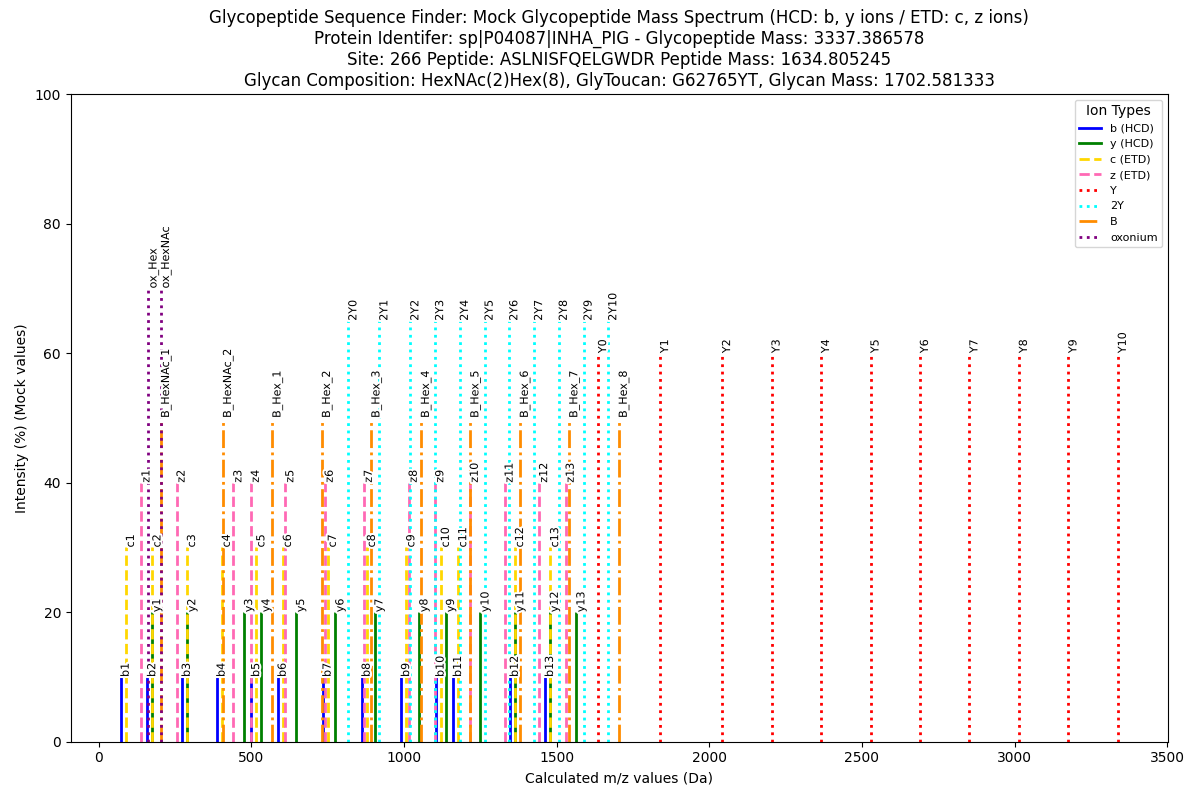 Glycopeptide Sequence Finder: Mock Glycopeptide Mass Spectrum (HCD: b, y ions / ETD: c, z ions)
Protein Identifer: sp|P04087|INHA_PIG - Glycopeptide Mass: 3337.386578
Site: 266 Peptide: ASLNISFQELGWDR Peptide Mass: 1634.805245
Glycan Composition: HexNAc(2)Hex(8), GlyToucan: G62765YT, Glycan Mass: 1702.581333
Ion Types
b (HCD)
y (HCD)
c (ETD)
z (ETD)
Y
2Y
B
oxonium
ox_Hex
ox_HexNAc
2Y0
2Y1
2Y2
2Y3
2Y4
2Y5
2Y6
2Y7
2Y8
2Y9
2Y10
Y0
Y1
Y2
Y3
Y4
Y5
Y6
Y7
Y8
Y9
Y10
B_HexNAc_1
B_HexNAc_2
B_Hex_1
B_Hex_2
B_Hex_3
B_Hex_4
B_Hex_5
B_Hex_6
B_Hex_7
B_Hex_8
z1
z2
z3
z4
z5
z6
z7
z8
z9
z10
z11
z12
z13
c1
c2
c3
c4
c5
c6
c7
c8
c9
c10
c11
c12
c13
y1
y2
y3
y4
y5
y6
y7
y8
y9
y10
y11
y12
y13
b1
b2
b3
b4
b5
b6
b7
b8
b9
b10
b11
b12
b13
100
80
60
40
20
0
Intensity (%) (Mock values)
0
500
1000
1500
2000
2500
3000
3500
Calculated m/z values (Da)